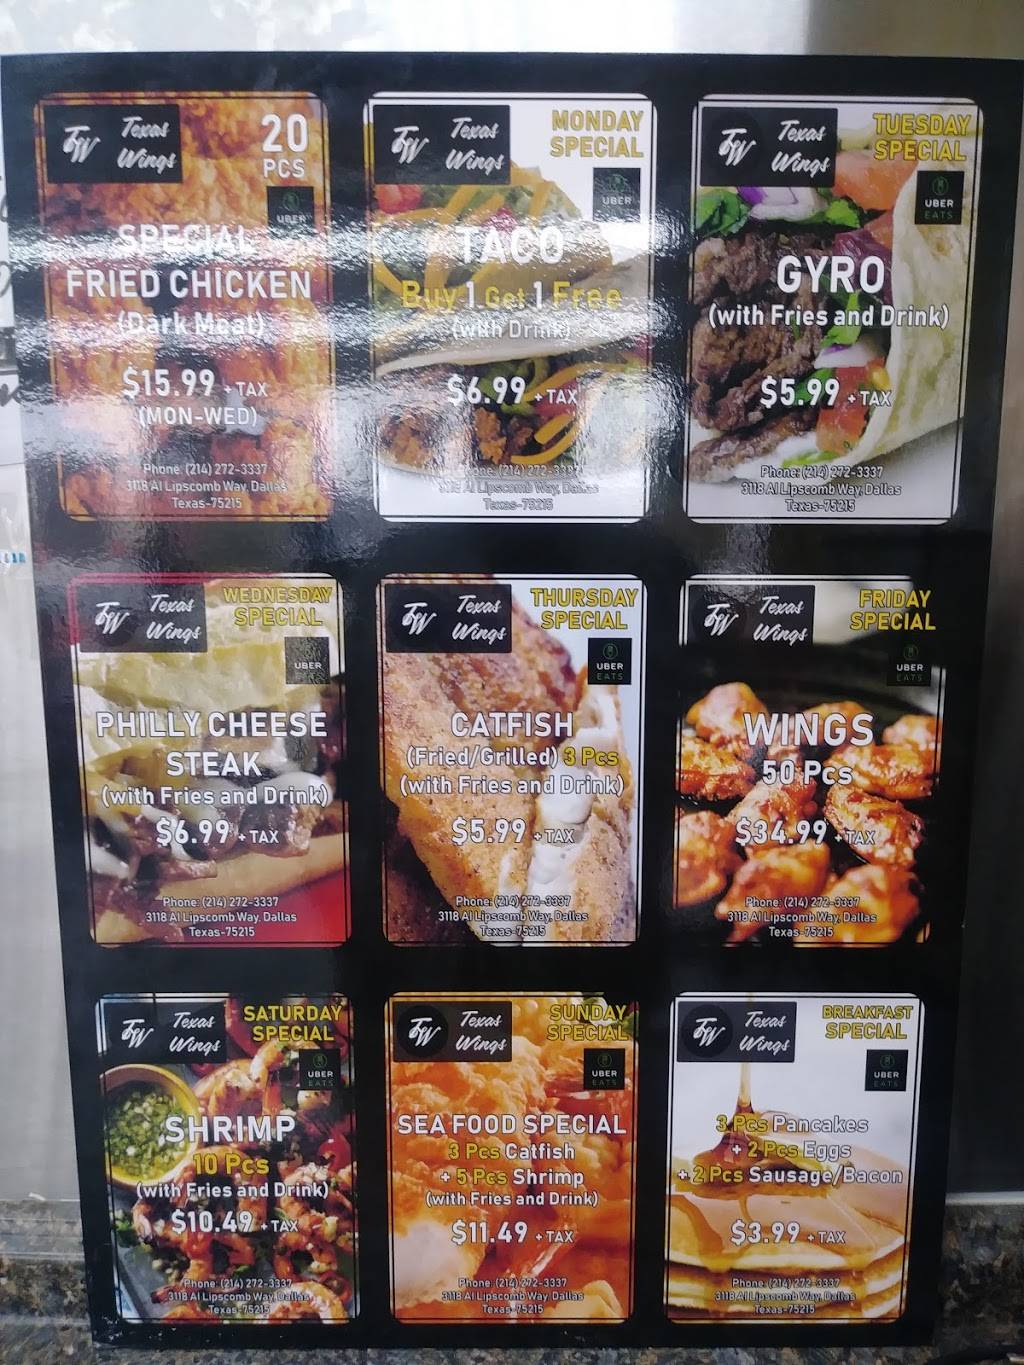 TW
Texas
Wings
20
PCS
UBER
SPECIAL
FRIED CHICKEN
(Dark Meat)
$15.99 + TAX
(MON-WED)
Phone: (214) 272-3337
3118 Al Lipscomb Way, Dallas
Texas-75215
TW
Texas
Wings
MONDAY
SPECIAL
UBER
TACO
Buy 1 Get 1 Free
(with Drink)
$6.99 + TAX
Phone: (214) 272-3337
3118 Al Lipscomb Way, Dallas
Texas-75215
TW
Texas
Wings
TUESDAY
SPECIAL
UBER
EATS
GYRO
(with Fries and Drink)
$5.99 + TAX
Phone: (214) 272-3337
3118 Al Lipscomb Way, Dallas
Texas-75215
TW
Texas
Wings
WEDNESDAY
SPECIAL
UBER
PHILLY CHEESE
STEAK
(with Fries and Drink)
$6.99 + TAX
Phone: (214) 272-3337
3118 Al Lipscomb Way, Dallas
Texas-75215
TW
Texas
Wings
THURSDAY
SPECIAL
UBER
EATS
CATFISH
(Fried/Grilled) 3 Pcs
(with Fries and Drink)
$5.99 + TAX
Phone: (214) 272-3337
3118 Al Lipscomb Way, Dallas
Texas-75215
TW
Texas
Wings
FRIDAY
SPECIAL
UBER
EATS
WINGS
50 Pcs
$34.99 + TAX
Phone: (214) 272-3337
3118 Al Lipscomb Way, Dallas
Texas-75215
TW
Texas
Wings
SATURDAY
SPECIAL
UBER
EATS
SHRIMP
10 Pcs
(with Fries and Drink)
$10.49 + TAX
Phone: (214) 272-3337
3118 Al Lipscomb Way, Dallas
Texas-75215
TW
Texas
Wings
SUNDAY
SPECIAL
UBER
EATS
SEA FOOD SPECIAL
3 Pcs Catfish
+ 5 Pcs Shrimp
(with Fries and Drink)
$11.49 + TAX
Phone: (214) 272-3337
3118 Al Lipscomb Way, Dallas
Texas-75215
TW
Texas
Wings
BREAKFAST
SPECIAL
UBER
EATS
3 Pcs Pancakes
+ 2 Pcs Eggs
+ 2 Pcs Sausage/Bacon
$3.99 + TAX
Phone: (214) 272-3337
3118 Al Lipscomb Way, Dallas
Texas-75215